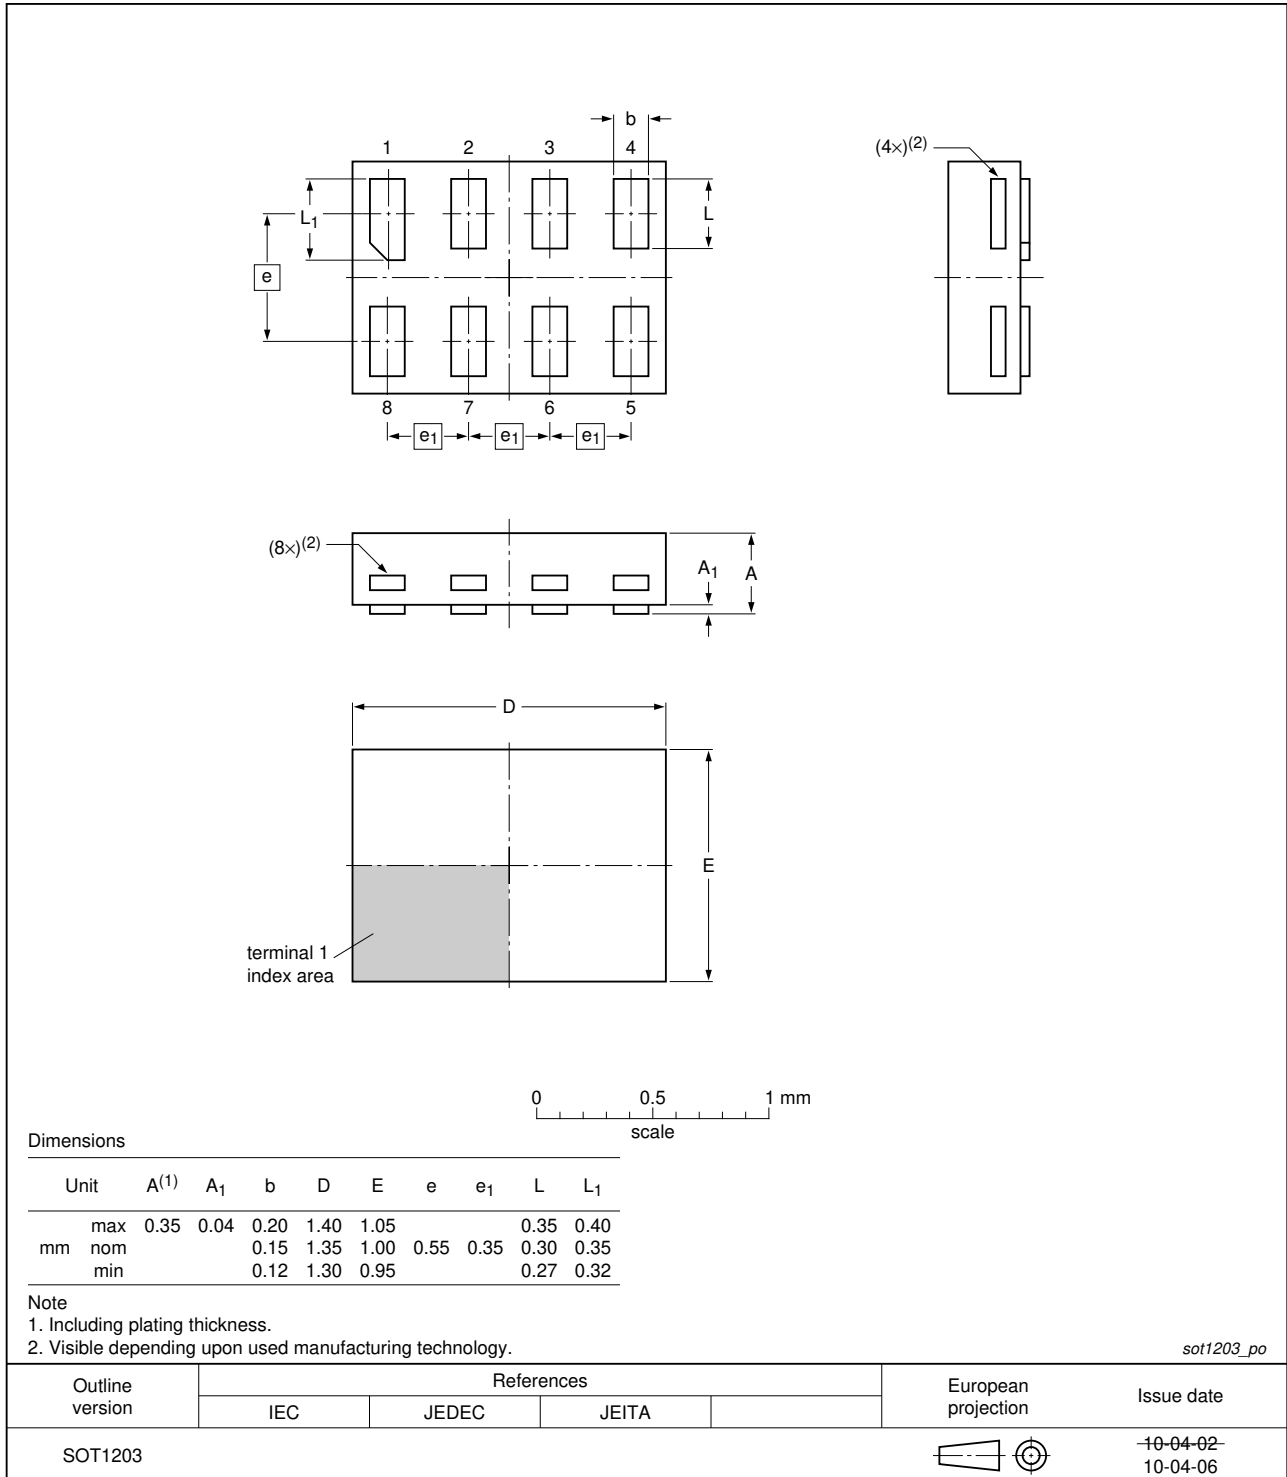 b
1 2 3 4
(4×)(2)
L1
L
e
8 7 6 5
e1 e1 e1
(8×)(2)
A1
A
D
E
terminal 1
index area
0 0.5 1 mm
scale
Dimensions
Unit A(1) A1 b D E e e1 L L1
max 0.35 0.04 0.20 1.40 1.05 0.35 0.40
mm nom 0.15 1.35 1.00 0.55 0.35 0.30 0.35
min 0.12 1.30 0.95 0.27 0.32
Note
1. Including plating thickness.
2. Visible depending upon used manufacturing technology.
sot1203_po
Outline
version
References
IEC JEDEC JEITA
European
projection
Issue date
SOT1203
10-04-02
10-04-06